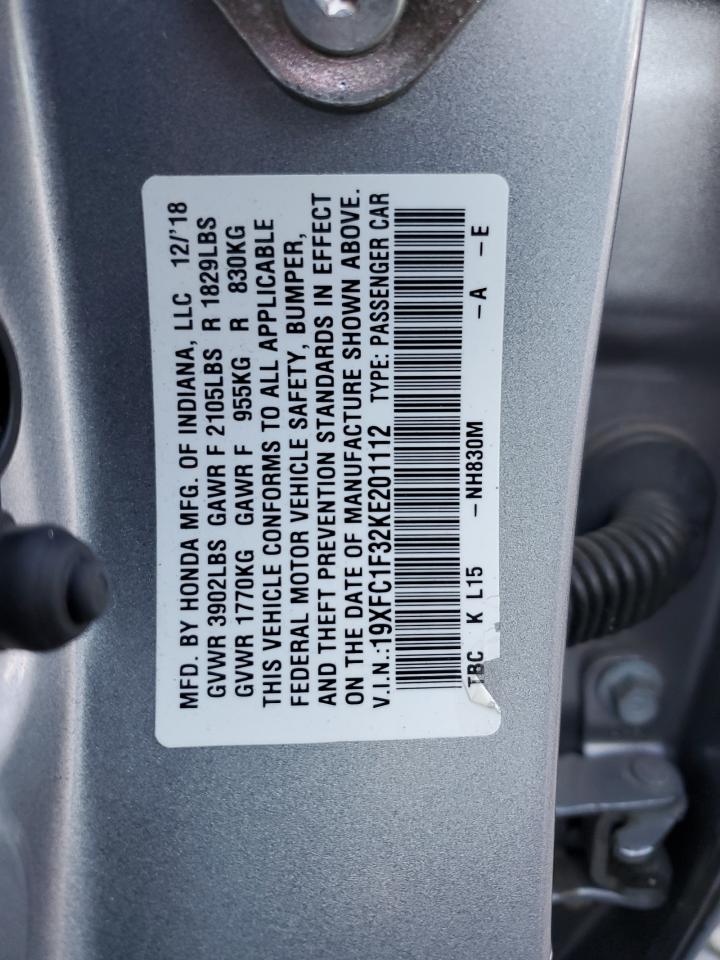 MFD. BY HONDA MFG. OF INDIANA, LLC 12/'18
GVWR 3902LBS GAWR F 2105LBS R 1829LBS
GVWR 1770KG GAWR F 955KG R 830KG
THIS VEHICLE CONFORMS TO ALL APPLICABLE
FEDERAL MOTOR VEHICLE SAFETY, BUMPER,
AND THEFT PREVENTION STANDARDS IN EFFECT
ON THE DATE OF MANUFACTURE SHOWN ABOVE.
V.I.N.:19XFC1F32KE201112 TYPE: PASSENGER CAR
TBC K L15 -NH830M -A -E